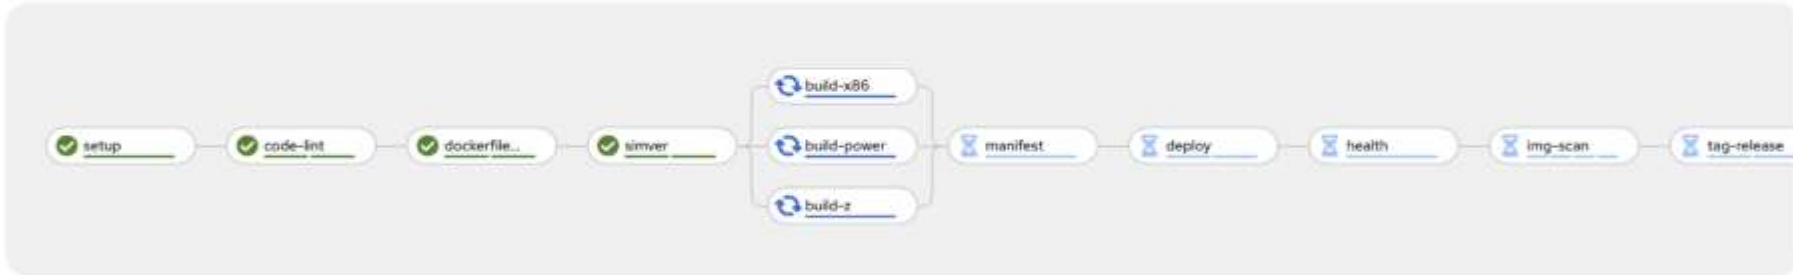 setup
code-lint
dockerfile...
simver
build-x86
build-power
build-z
manifest
deploy
health
img-scan
tag-release